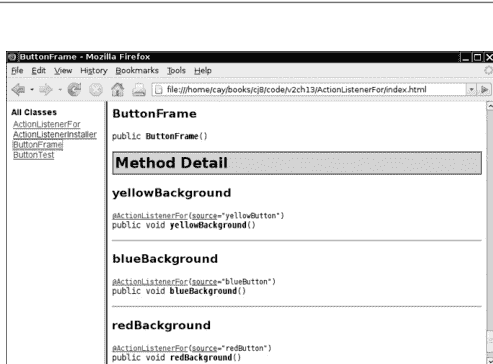 ButtonFrame - Mozilla Firefox
File Edit View History Bookmarks Tools Help
file:///home/cay/books/cj8/code/v2ch13/ActionListenerFor/index.html
All Classes
ActionListenerFor
ActionListenerInstaller
ButtonFrame
ButtonTest
ButtonFrame
public ButtonFrame()
Method Detail
yellowBackground
@ActionListenerFor(source="yellowButton")
public void yellowBackground()
blueBackground
@ActionListenerFor(source="blueButton")
public void blueBackground()
redBackground
@ActionListenerFor(source="redButton")
public void redBackground()